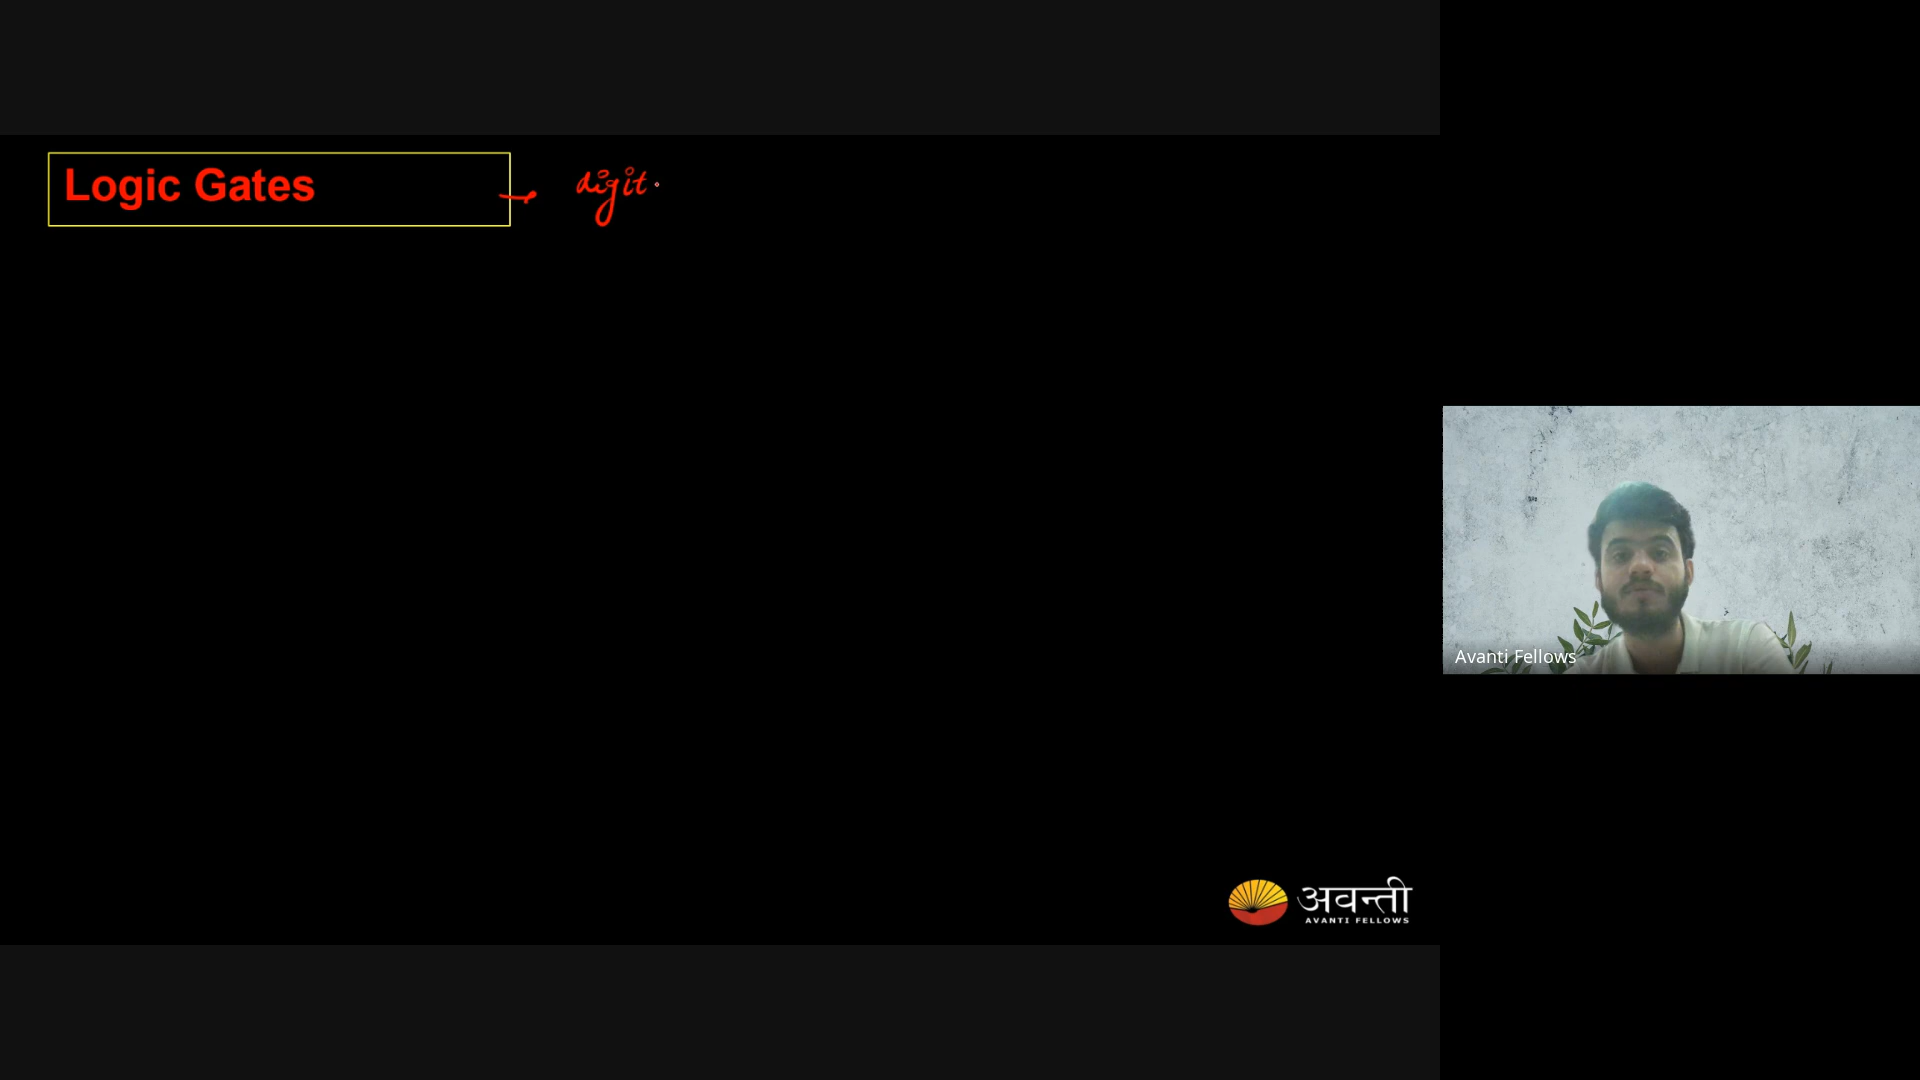 Logic Gates → digit
Avanti Fellows
अवन्ती
AVANTI FELLOWS